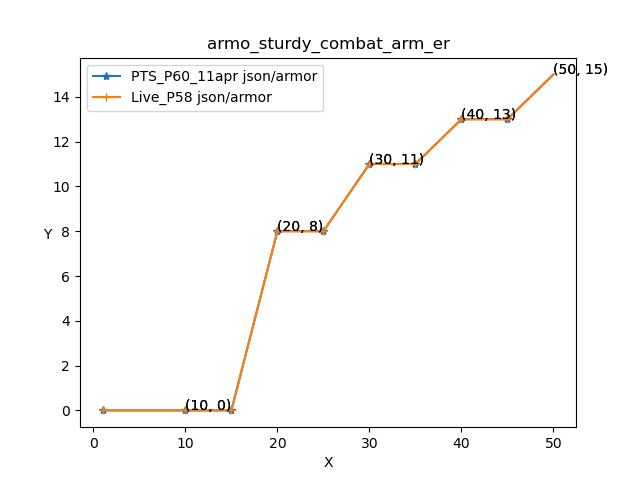 armo_sturdy_combat_arm_er
PTS_P60_11apr json/armor
Live_P58 json/armor
(50, 15)
(40, 13)
(30, 11)
(20, 8)
(10, 0)
Y
14
12
10
8
6
4
2
0
0 10 20 30 40 50
X